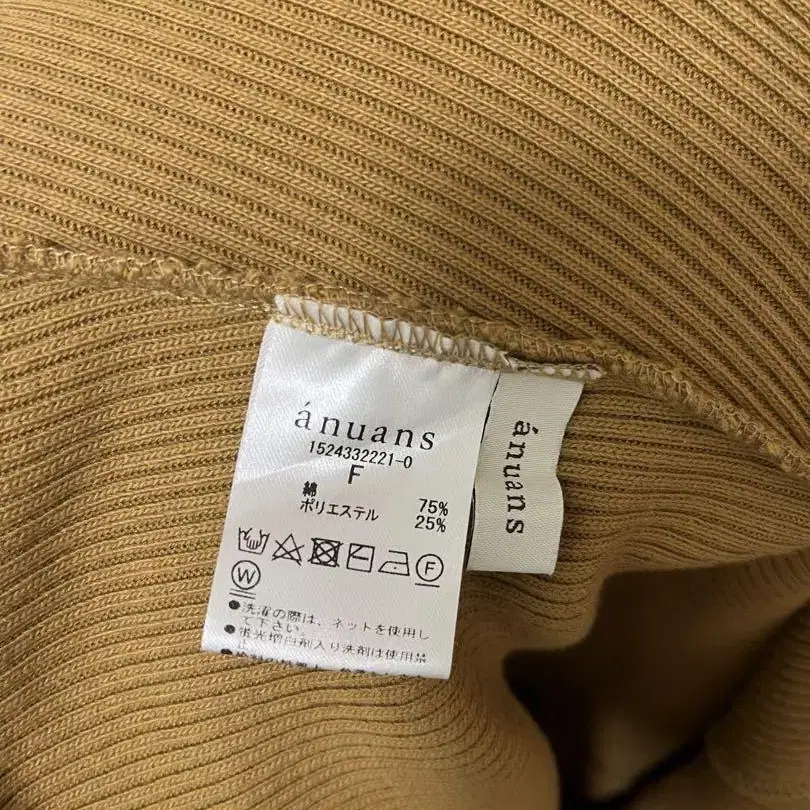 ánuans
1524332221-0
F
綿 75%
ポリエステル 25%
F
W
●洗濯の際は、ネットを使用し
て下さい。
●蛍光増白剤入り洗剤は使用禁
ánuans